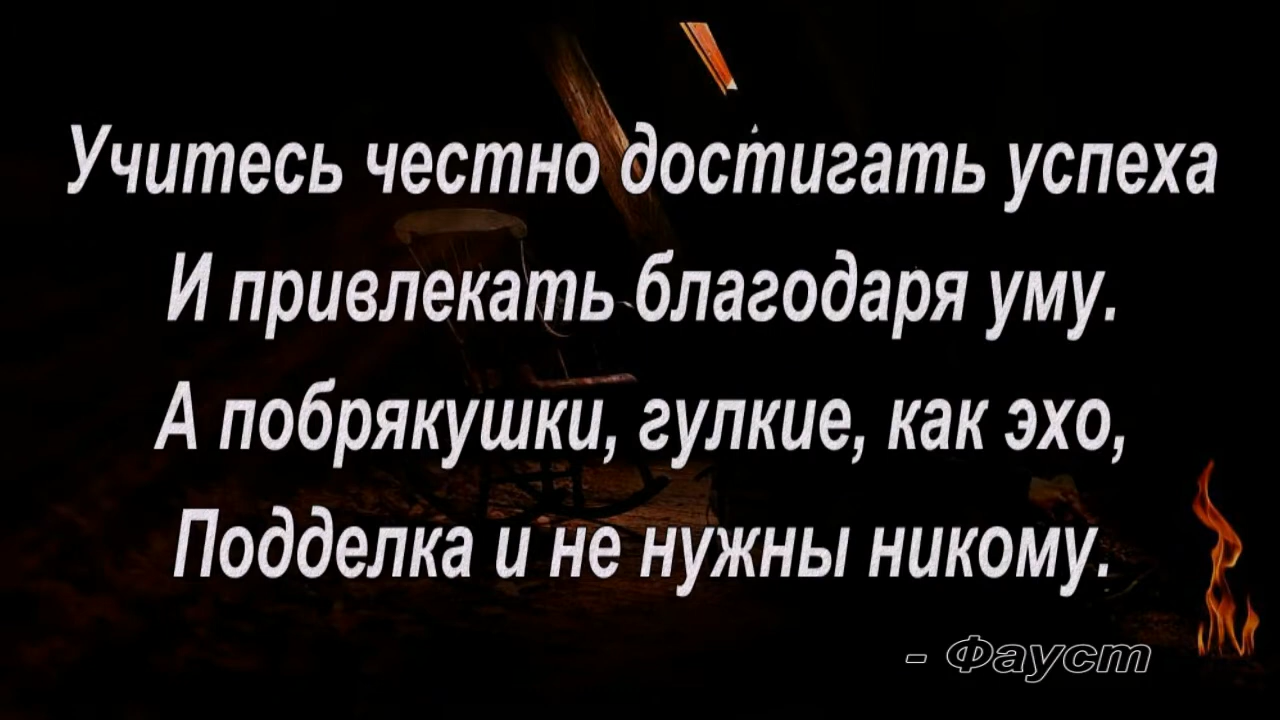 Учитесь честно достигать успеха
И привлекать благодаря уму.
А побрякушки, гулкие, как эхо,
Подделка и не нужны никому.
- Фауст